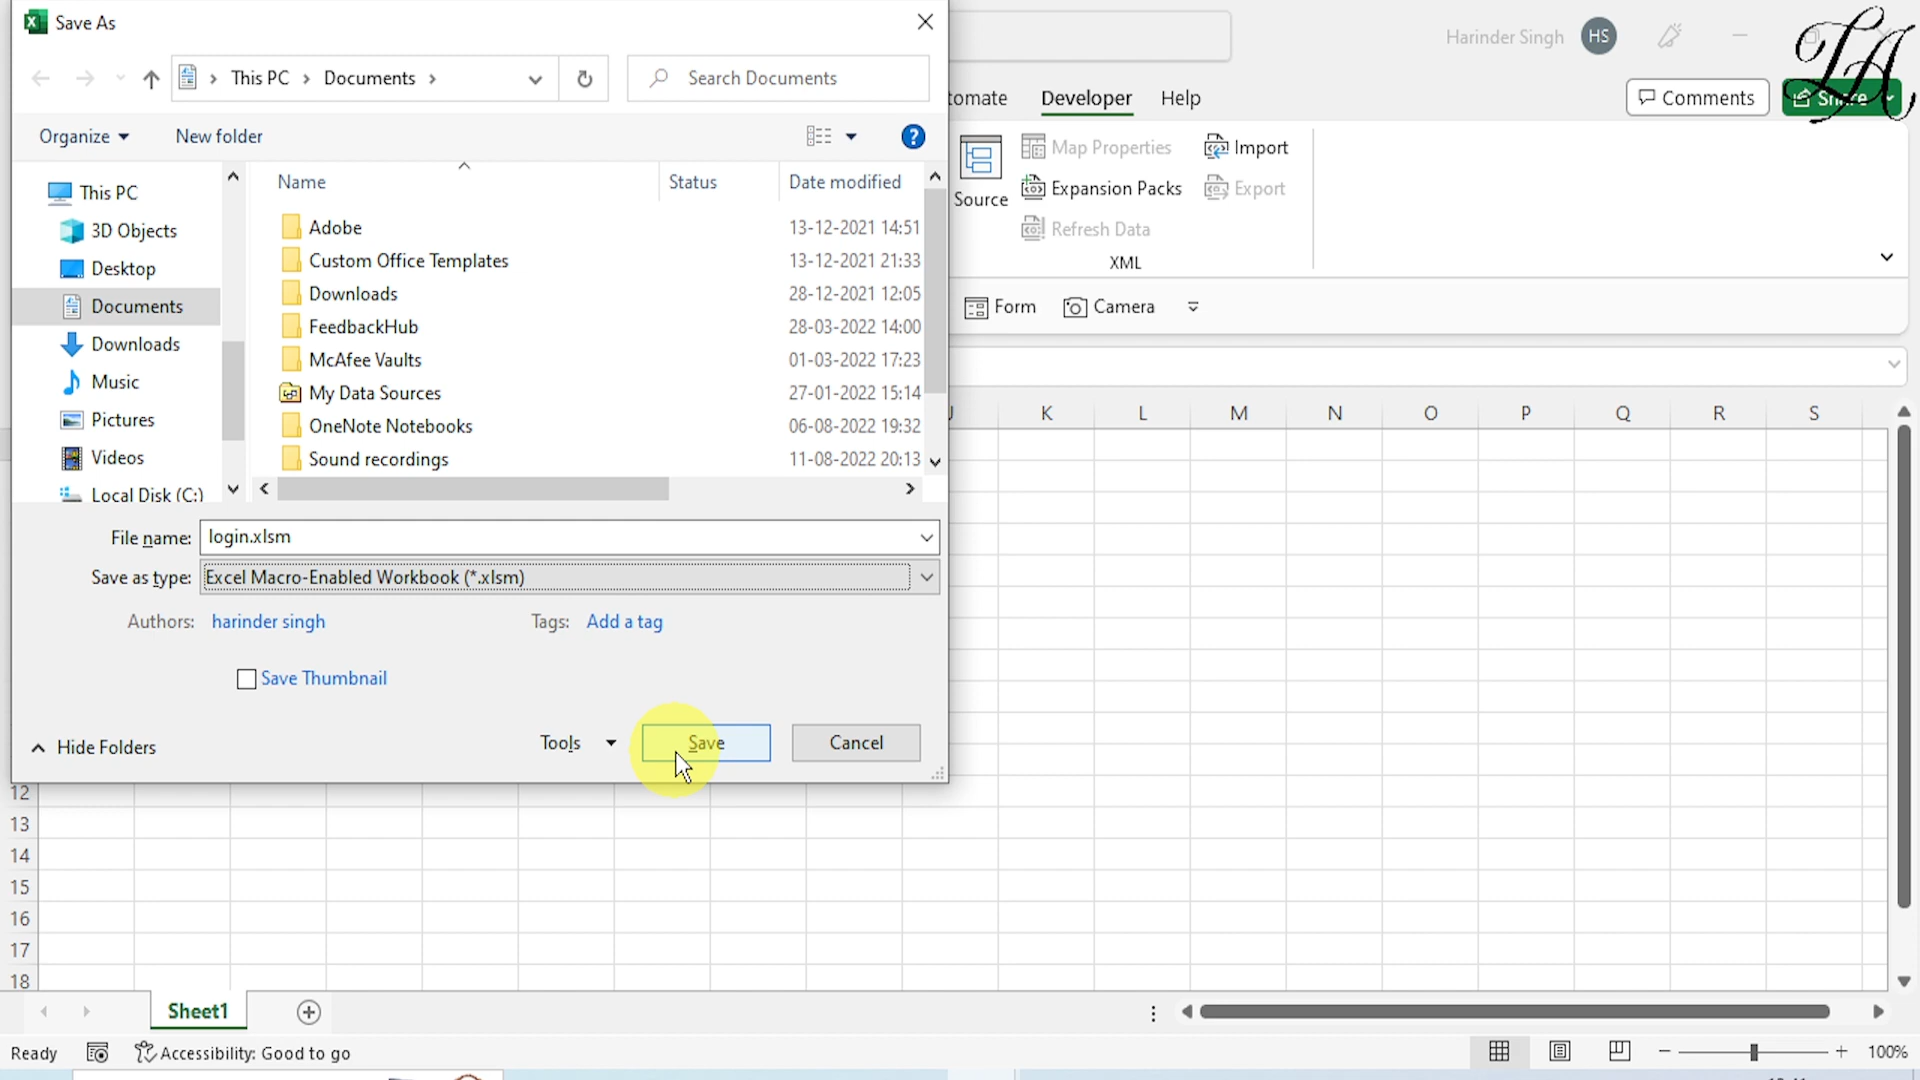 Save As
This PC > Documents >
Search Documents
Organize
New folder
Name
Status
Date modified
This PC
3D Objects
Desktop
Documents
Downloads
Music
Pictures
Videos
Local Disk (C:)
Adobe 13-12-2021 14:51
Custom Office Templates 13-12-2021 21:33
Downloads 28-12-2021 12:05
FeedbackHub 28-03-2022 14:00
McAfee Vaults 01-03-2022 17:23
My Data Sources 27-01-2022 15:14
OneNote Notebooks 06-08-2022 19:32
Sound recordings 11-08-2022 20:13
File name: login.xlsm
Save as type: Excel Macro-Enabled Workbook (*.xlsm)
Authors: harinder singh
Tags: Add a tag
Save Thumbnail
Hide Folders
Tools
Save
Cancel
Harinder Singh HS
LA
tomate Developer Help
Comments
Share
Source
Map Properties
Expansion Packs
Refresh Data
Import
Export
XML
Form
Camera
J K L M N O P Q R S
12
13
14
15
16
17
18
Sheet1
Ready
Accessibility: Good to go
100%